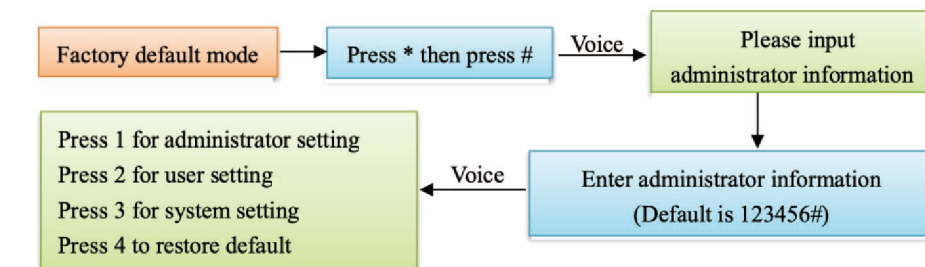 Factory default mode
Press * then press #
Voice
Please input
administrator information
Enter administrator information
(Default is 123456#)
Voice
Press 1 for administrator setting
Press 2 for user setting
Press 3 for system setting
Press 4 to restore default